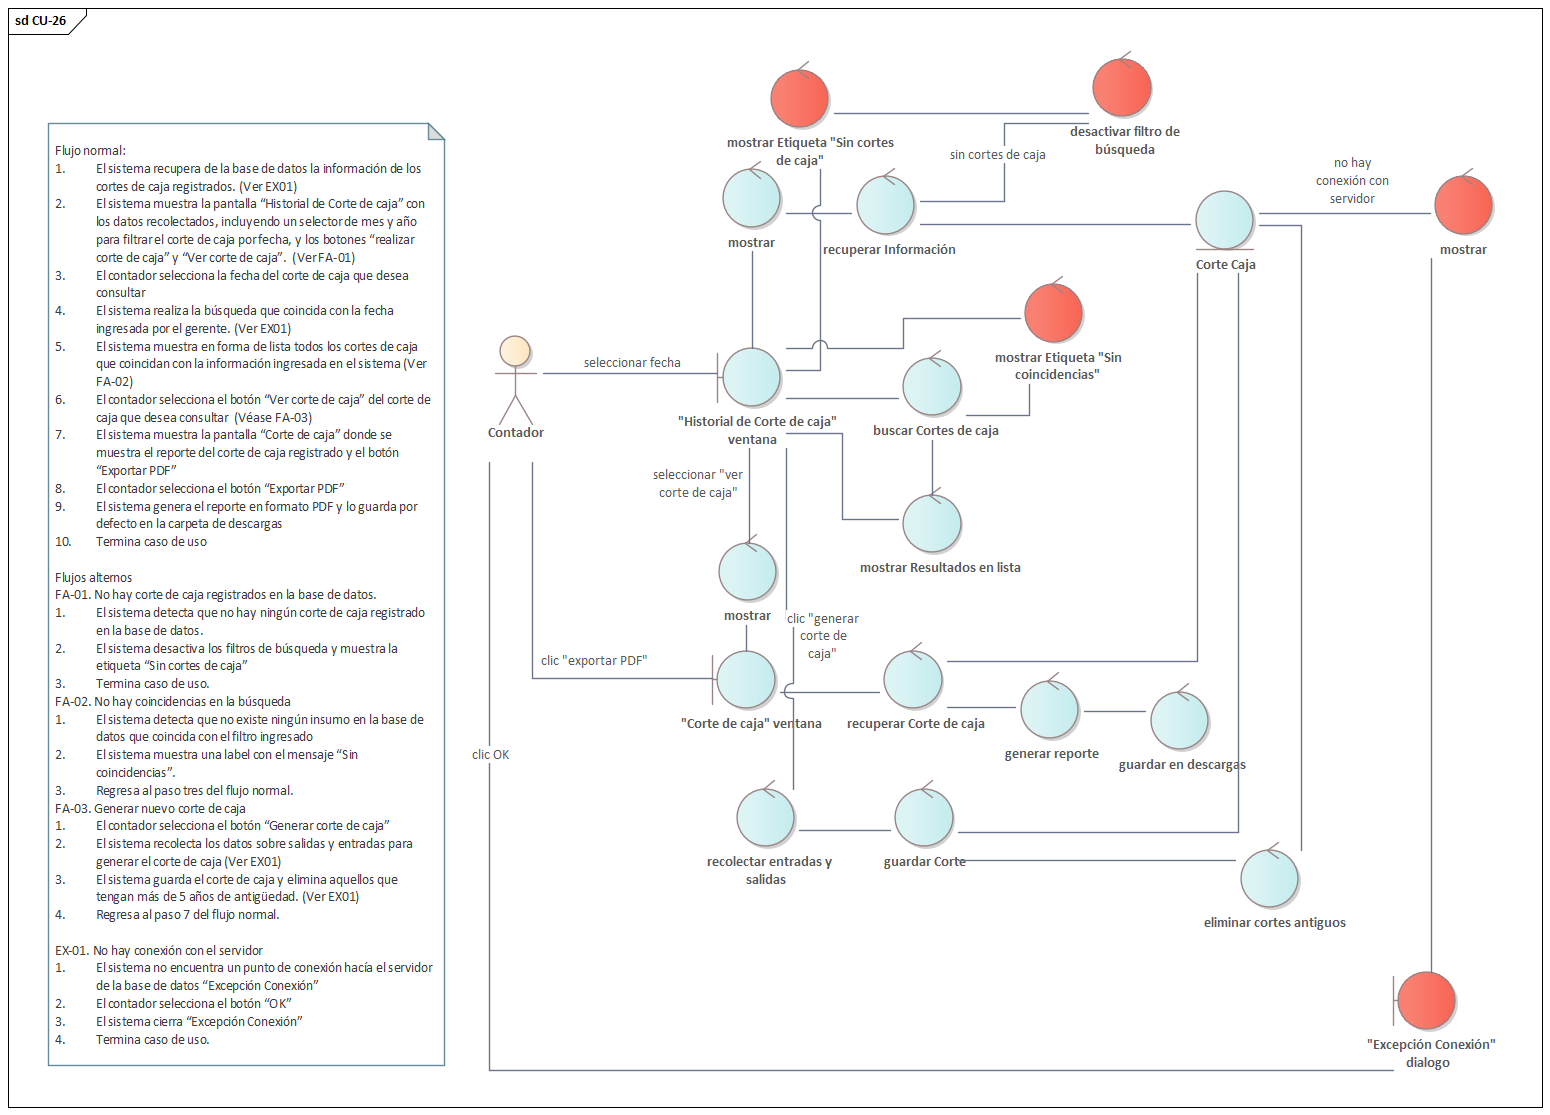 sd CU-26
Flujo normal:
1. El sistema recupera de la base de datos la información de los
cortes de caja registrados. (Ver EX01)
2. El sistema muestra la pantalla “Historial de Corte de caja” con
los datos recolectados, incluyendo un selector de mes y año
para filtrar el corte de caja por fecha, y los botones “realizar
corte de caja” y “Ver corte de caja”. (Ver FA-01)
3. El contador selecciona la fecha del corte de caja que desea
consultar
4. El sistema realiza la búsqueda que coincida con la fecha
ingresada por el gerente. (Ver EX01)
5. El sistema muestra en forma de lista todos los cortes de caja
que coincidan con la información ingresada en el sistema (Ver
FA-02)
6. El contador selecciona el botón “Ver corte de caja” del corte de
caja que desea consultar (Véase FA-03)
7. El sistema muestra la pantalla “Corte de caja” donde se
muestra el reporte del corte de caja registrado y el botón
“Exportar PDF”
8. El contador selecciona el botón “Exportar PDF”
9. El sistema genera el reporte en formato PDF y lo guarda por
defecto en la carpeta de descargas
10. Termina caso de uso
Flujos alternos
FA-01. No hay corte de caja registrados en la base de datos.
1. El sistema detecta que no hay ningún corte de caja registrado
en la base de datos.
2. El sistema desactiva los filtros de búsqueda y muestra la
etiqueta “Sin cortes de caja”
3. Termina caso de uso.
FA-02. No hay coincidencias en la búsqueda
1. El sistema detecta que no existe ningún insumo en la base de
datos que coincida con el filtro ingresado
2. El sistema muestra una label con el mensaje “Sin
coincidencias”.
3. Regresa al paso tres del flujo normal.
FA-03. Generar nuevo corte de caja
1. El contador selecciona el botón “Generar corte de caja”
2. El sistema recolecta los datos sobre salidas y entradas para
generar el corte de caja (Ver EX01)
3. El sistema guarda el corte de caja y elimina aquellos que
tengan más de 5 años de antigüedad. (Ver EX01)
4. Regresa al paso 7 del flujo normal.
EX-01. No hay conexión con el servidor
1. El sistema no encuentra un punto de conexión hacía el servidor
de la base de datos “Excepción Conexión”
2. El contador selecciona el botón “OK”
3. El sistema cierra “Excepción Conexión”
4. Termina caso de uso.
mostrar Etiqueta "Sin cortes
de caja"
desactivar filtro de
búsqueda
sin cortes de caja
no hay
conexión con
servidor
mostrar
recuperar Información
Corte Caja
mostrar
mostrar Etiqueta "Sin
coincidencias"
seleccionar fecha
Contador
"Historial de Corte de caja"
ventana
buscar Cortes de caja
seleccionar "ver
corte de caja"
mostrar Resultados en lista
mostrar
clic "generar
corte de
caja"
clic "exportar PDF"
"Corte de caja" ventana
recuperar Corte de caja
generar reporte
guardar en descargas
clic OK
recolectar entradas y
salidas
guardar Corte
eliminar cortes antiguos
"Excepción Conexión"
dialogo